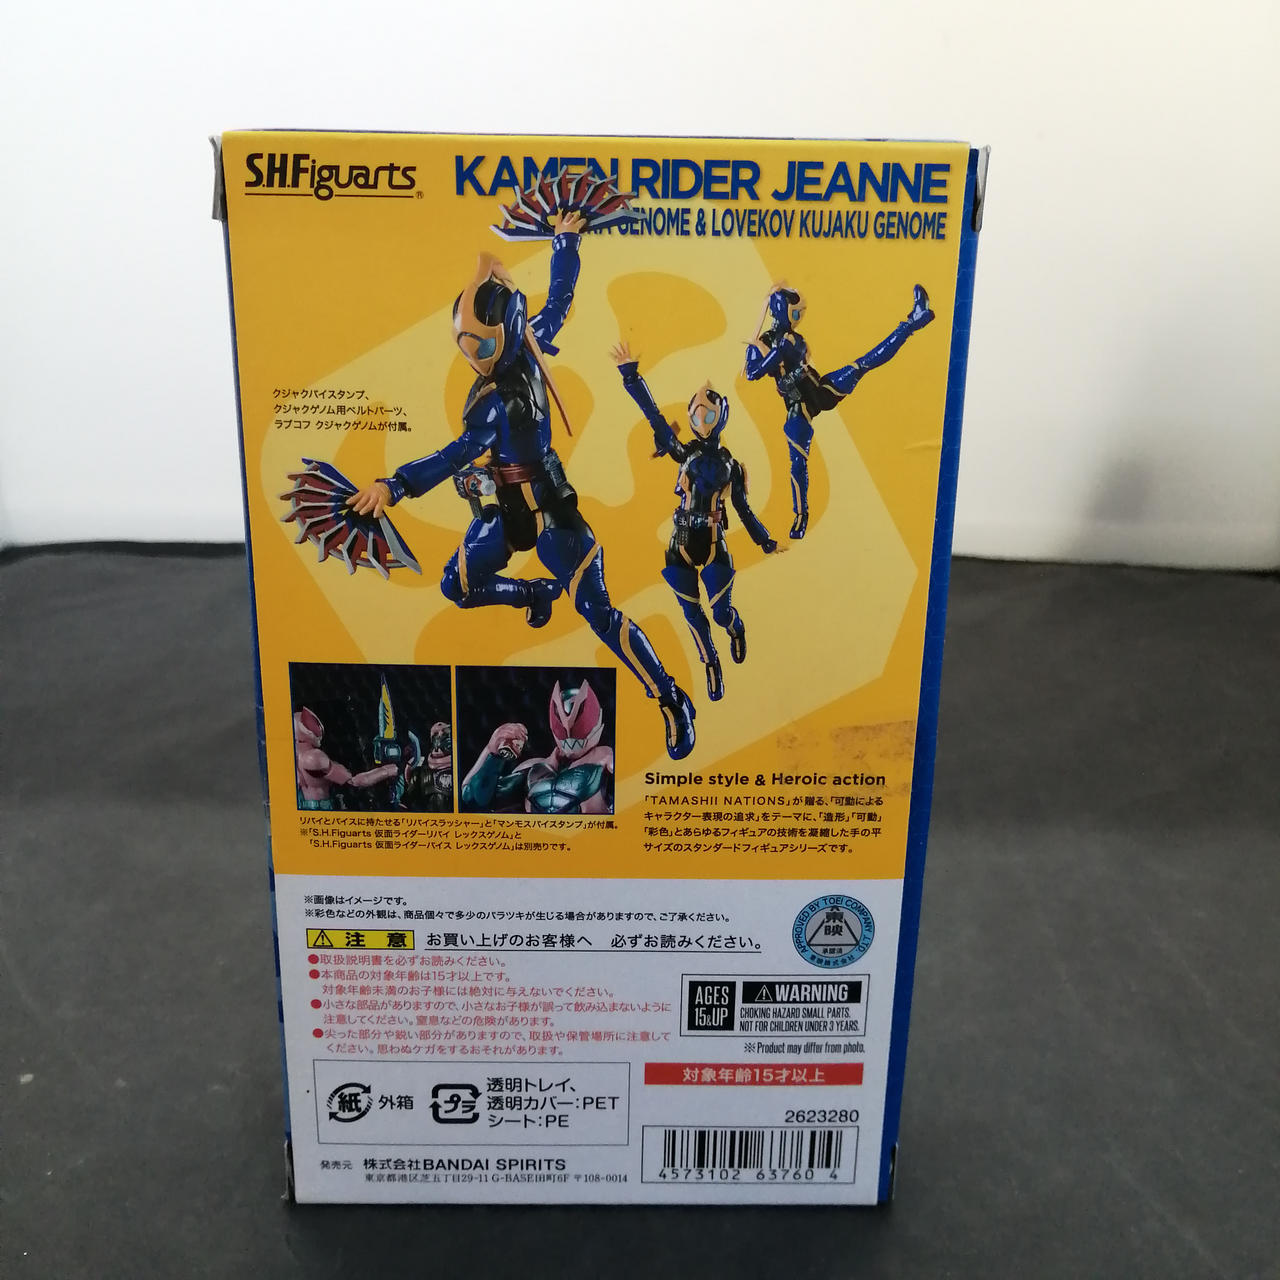 S.H.Figuarts®
KAMEN RIDER JEANNE
GENOME & LOVEKOV KUJAKU GENOME
クジャクバイスタンプ、
クジャクゲノム用ベルトパーツ、
ラブコフ クジャクゲノムが付属。
リバイとバイスに持たせる「リバイスラッシャー」と「マンモスバイスタンプ」が付属。
※「S.H.Figuarts 仮面ライダーリバイ レックスゲノム」と
「S.H.Figuarts 仮面ライダーバイス レックスゲノム」は別売りです。
Simple style & Heroic action
「TAMASHII NATIONS」が贈る、「可動による
キャラクター表現の追求」をテーマに、「造形」「可動」
「彩色」とあらゆるフィギュアの技術を凝縮した手の平
サイズのスタンダードフィギュアシリーズです。
※画像はイメージです。
※彩色などの外観は、商品個々で多少のバラツキが生じる場合がありますので、ご了承ください。
注意 お買い上げのお客様へ 必ずお読みください。
●取扱説明書を必ずお読みください。
●本商品の対象年齢は15才以上です。
対象年齢未満のお子様には絶対に与えないでください。
●小さな部品がありますので、小さなお子様が誤って飲み込まないように
注意してください。窒息などの危険があります。
●尖った部分や鋭い部分がありますので、取扱や保管場所に注意して
ください。思わぬケガをするおそれがあります。
APPROVED BY TOEI COMPANY ,LTD.
東映
承認済
東映株式会社
AGES
15&UP
WARNING
CHOKING HAZARD SMALL PARTS.
NOT FOR CHILDREN UNDER 3 YEARS.
※Product may differ from photo.
対象年齢15才以上
紙 外箱
プラ
透明トレイ、
透明カバー:PET
シート:PE
2623280
4573102 63760 4
発売元 株式会社BANDAI SPIRITS
東京都港区芝五丁目29-11 G-BASE田町6F 〒108-0014